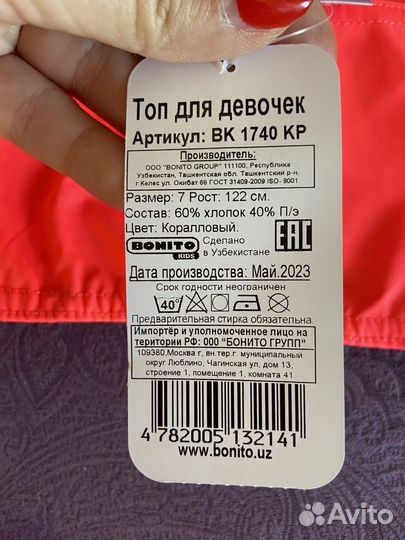 Топ для девочек
Артикул: BK 1740 KP
Производитель:
ООО "BONITO GROUP" 111100, Республика
Узбекистан, Ташкентская обл. Ташкентский р-н.
г Келес ул. Окибат 68 ГОСТ 31409-2009 ISO- 9001
Размер: 7 Рост: 122 см.
Состав: 60% хлопок 40% П/э
Цвет: Коралловый.
BONITO KIDS Сделано в Узбекистане EAC
Дата производства: Май.2023
Срок годности неограничен
40°
Предварительная стирка обязательна
Импортёр и уполномоченное лицо на
территории РФ: ООО "БОНИТО ГРУПП"
109380,Москва г, вн.тер.г. муниципальный
округ Люблино, Чагинская ул, дом 13,
строение 1, помещение 1, комната 41
4 782005 132141
www.bonito.uz
Avito